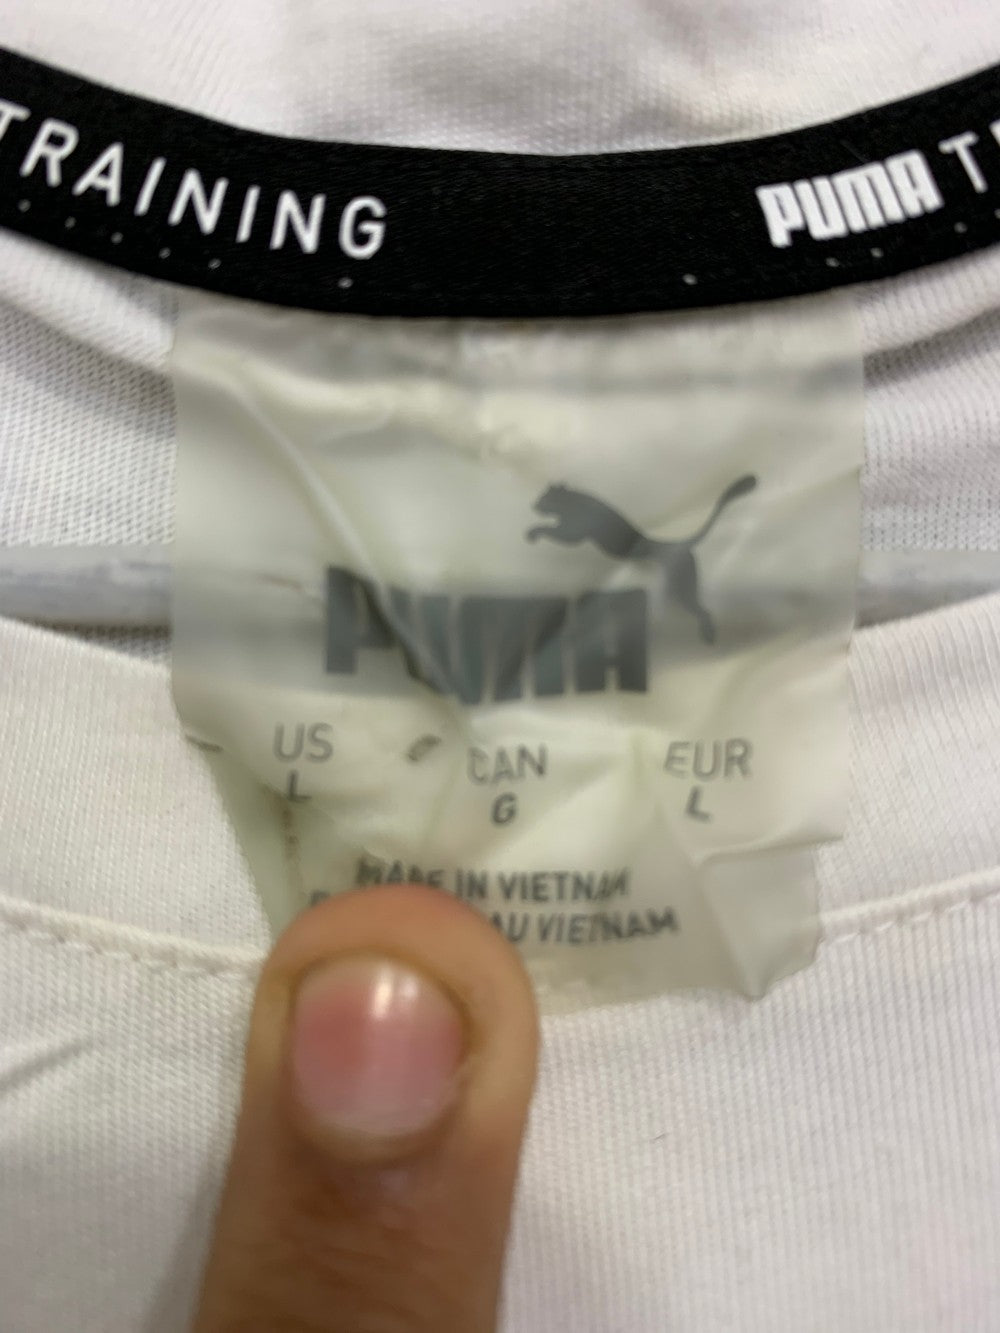 TRAINING
PUMA T
PUMA
US CAN EUR
L G L
MADE IN VIETNAM
AU VIETNAM